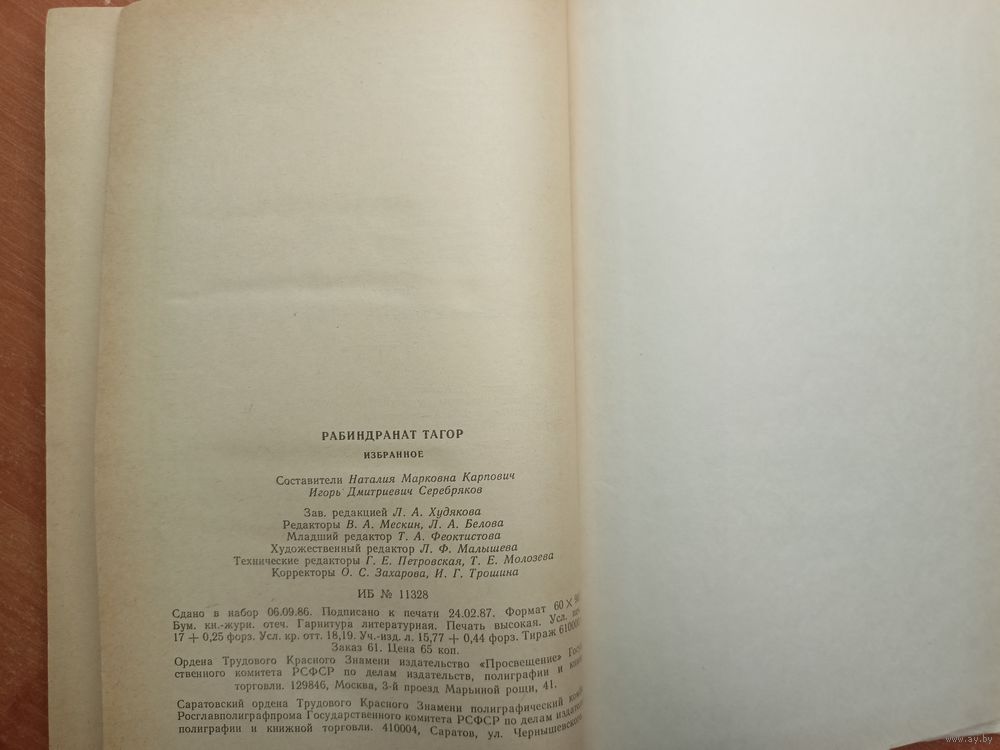 РАБИНДРАНАТ ТАГОР
ИЗБРАННОЕ
Составители Наталия Марковна Карпович
Игорь Дмитриевич Серебряков
Зав. редакцией Л. А. Худякова
Редакторы В. А. Мескин, Л. А. Белова
Младший редактор Т. А. Феоктистова
Художественный редактор Л. Ф. Малышева
Технические редакторы Г. Е. Петровская, Т. Е. Молозева
Корректоры О. С. Захарова, И. Г. Трошина
ИБ № 11328
Сдано в набор 06.09.86. Подписано к печати 24.02.87. Формат 60 ×
Бум. кн.-журн. отеч. Гарнитура литературная. Печать высокая. Усл. печ.
17 + 0,25 форз. Усл. кр. отт. 18,19. Уч.-изд. л. 15,77 + 0,44 форз. Тираж
Заказ 61. Цена 65 коп.
Ордена Трудового Красного Знамени издательство «Просвещение»
ственного комитета РСФСР по делам издательств, полиграфии и
торговли. 129846, Москва, 3-й проезд Марьиной рощи, 41.
Саратовский ордена Трудового Красного Знамени полиграфический
Росглавполиграфпрома Государственного комитета РСФСР по делам
полиграфии и книжной торговли. 410004, Саратов, ул. Чернышевского
www.ay.by